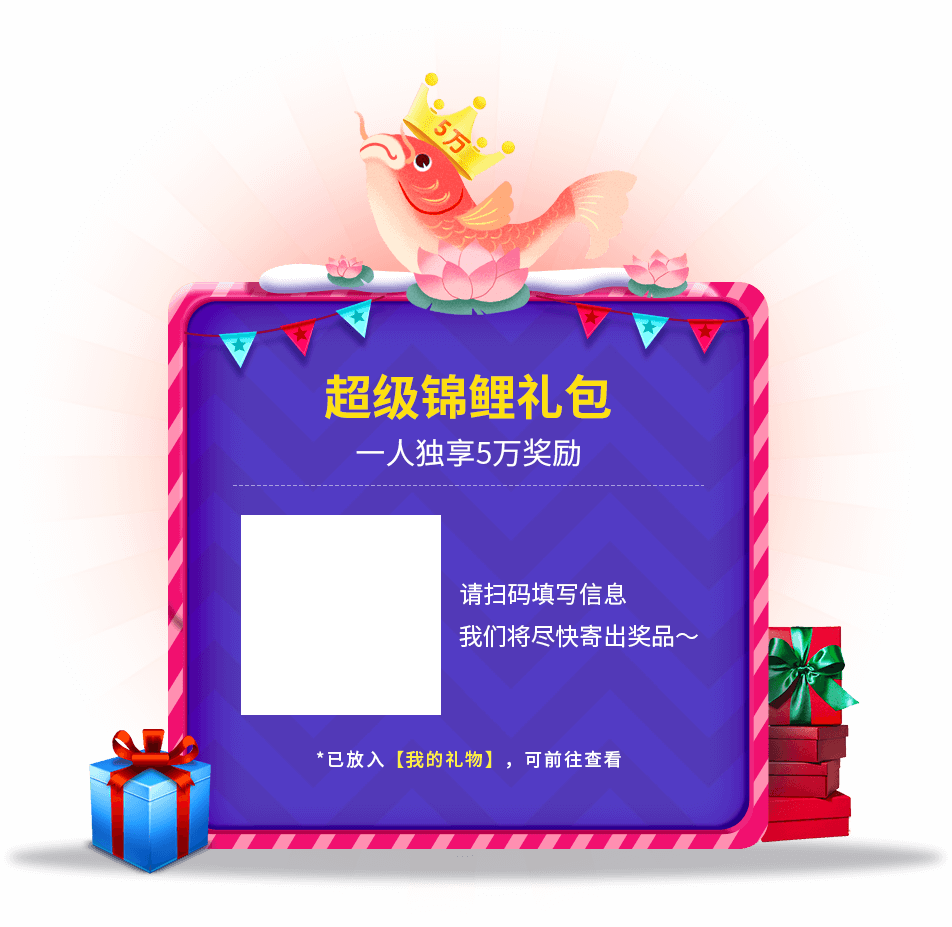 5万
超级锦鲤礼包
一人独享5万奖励
请扫码填写信息
我们将尽快寄出奖品～
*已放入【我的礼物】，可前往查看